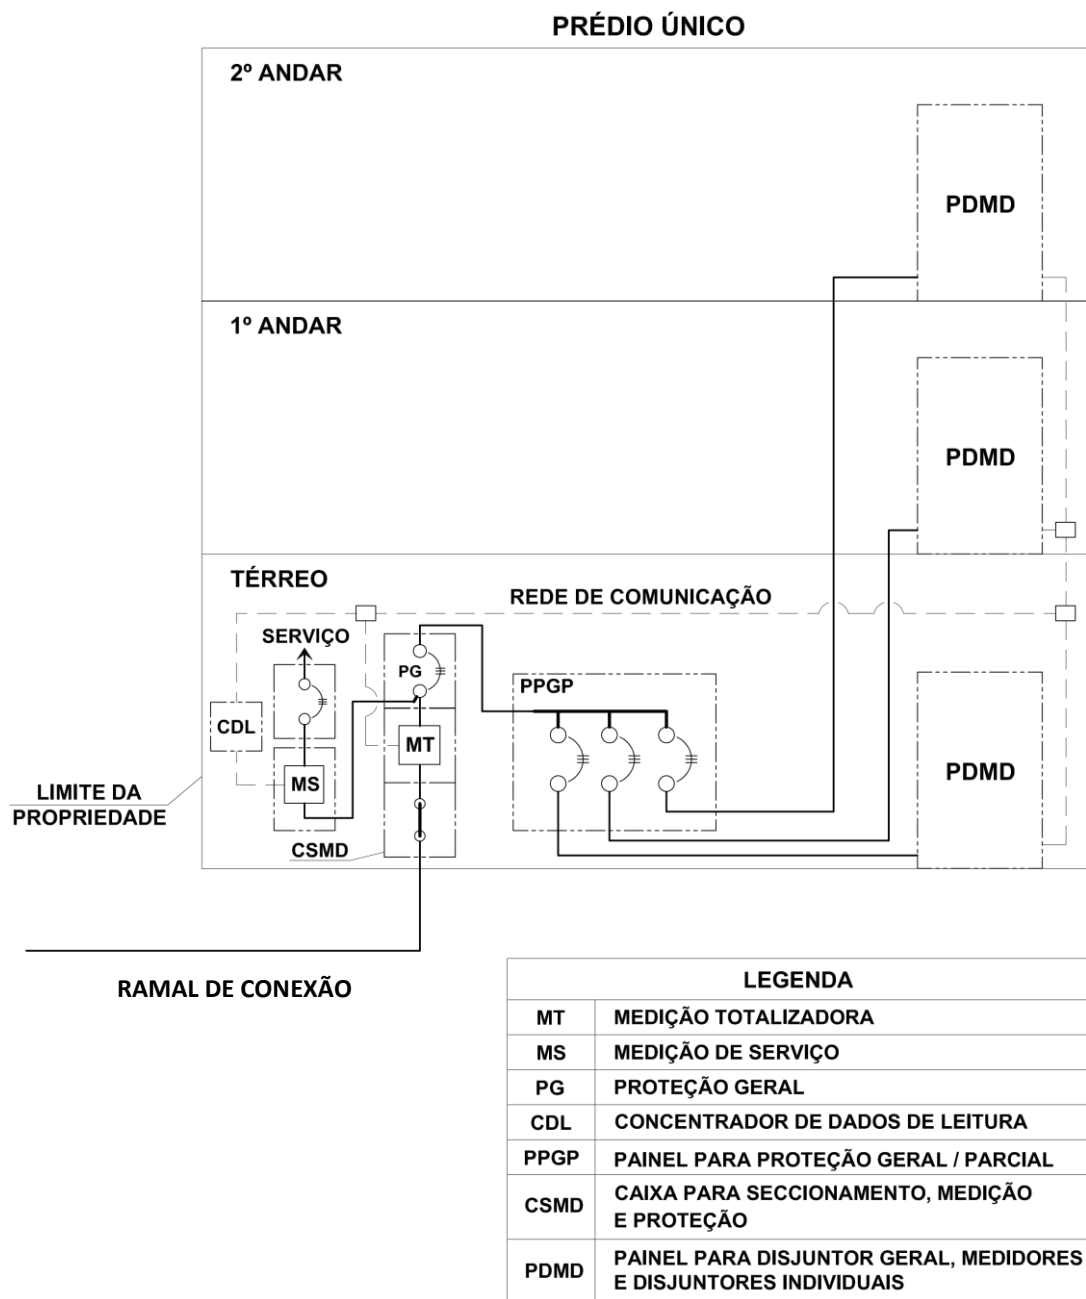 PRÉDIO ÚNICO
2º ANDAR
PDMD
1º ANDAR
PDMD
TÉRREO
REDE DE COMUNICAÇÃO
SERVIÇO
PG
PPGP
CDL
MT
MS
PDMD
LIMITE DA
PROPRIEDADE
CSMD
RAMAL DE CONEXÃO
LEGENDA
MT MEDIÇÃO TOTALIZADORA
MS MEDIÇÃO DE SERVIÇO
PG PROTEÇÃO GERAL
CDL CONCENTRADOR DE DADOS DE LEITURA
PPGP PAINEL PARA PROTEÇÃO GERAL / PARCIAL
CSMD CAIXA PARA SECCIONAMENTO, MEDIÇÃO
E PROTEÇÃO
PDMD PAINEL PARA DISJUNTOR GERAL, MEDIDORES
E DISJUNTORES INDIVIDUAIS